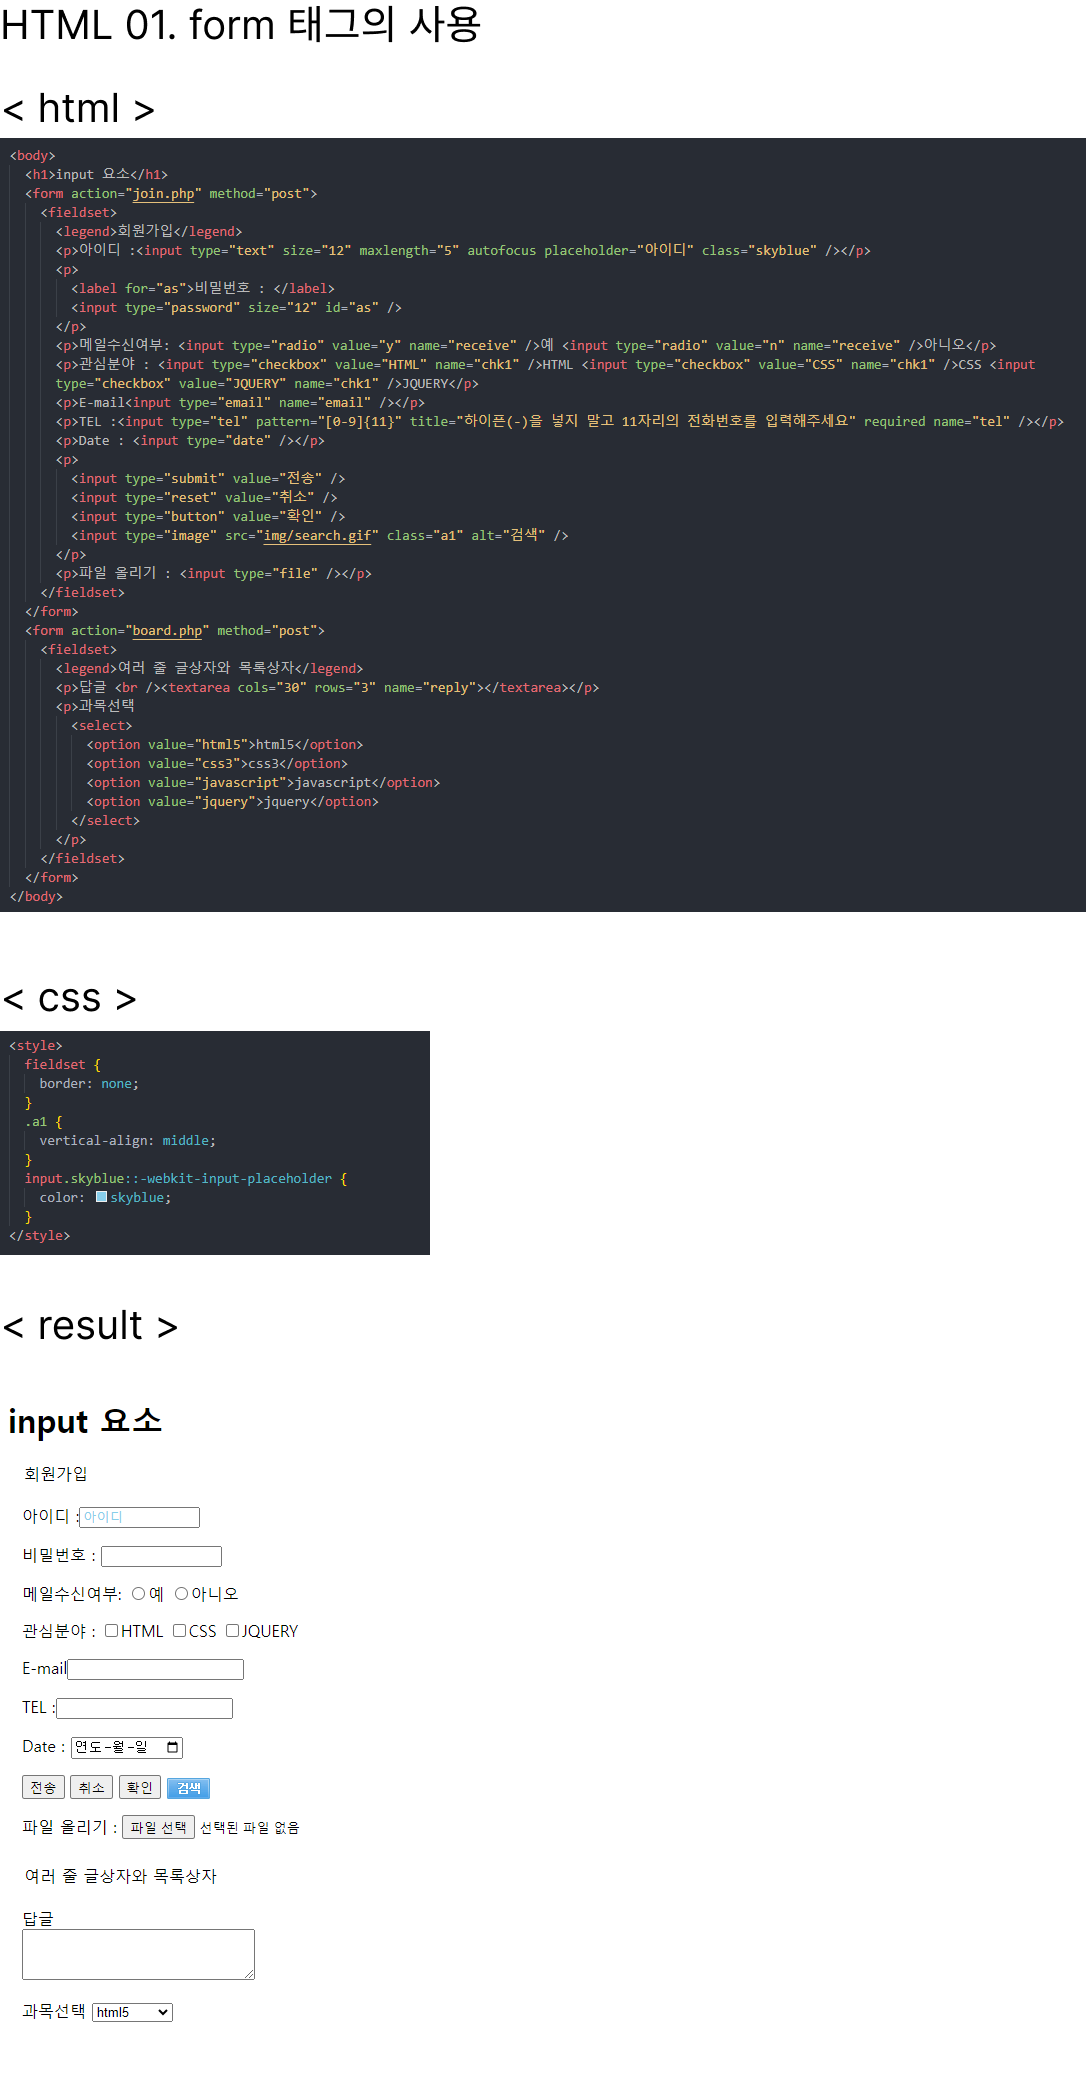 HTML 01. form 태그의 사용
< html >
<body>
<h1>input 요소</h1>
<form action="join.php" method="post">
<fieldset>
<legend>회원가입</legend>
<p>아이디 :<input type="text" size="12" maxlength="5" autofocus placeholder="아이디" class="skyblue" /></p>
<p>
<label for="as">비밀번호 : </label>
<input type="password" size="12" id="as" />
</p>
<p>메일수신여부: <input type="radio" value="y" name="receive" />예 <input type="radio" value="n" name="receive" />아니오</p>
<p>관심분야 : <input type="checkbox" value="HTML" name="chk1" />HTML <input type="checkbox" value="CSS" name="chk1" />CSS <input
type="checkbox" value="JQUERY" name="chk1" />JQUERY</p>
<p>E-mail<input type="email" name="email" /></p>
<p>TEL :<input type="tel" pattern="[0-9]{11}" title="하이픈(-)을 넣지 말고 11자리의 전화번호를 입력해주세요" required name="tel" /></p>
<p>Date : <input type="date" /></p>
<p>
<input type="submit" value="전송" />
<input type="reset" value="취소" />
<input type="button" value="확인" />
<input type="image" src="img/search.gif" class="a1" alt="검색" />
</p>
<p>파일 올리기 : <input type="file" /></p>
</fieldset>
</form>
<form action="board.php" method="post">
<fieldset>
<legend>여러 줄 글상자와 목록상자</legend>
<p>답글 <br /><textarea cols="30" rows="3" name="reply"></textarea></p>
<p>과목선택
<select>
<option value="html5">html5</option>
<option value="css3">css3</option>
<option value="javascript">javascript</option>
<option value="jquery">jquery</option>
</select>
</p>
</fieldset>
</form>
</body>
< css >
<style>
fieldset {
border: none;
}
.a1 {
vertical-align: middle;
}
input.skyblue::-webkit-input-placeholder {
color: skyblue;
}
</style>
< result >
input 요소
회원가입
아이디 :아이디
비밀번호 :
메일수신여부: 예 아니오
관심분야 : HTML CSS JQUERY
E-mail
TEL :
Date : 연도-월-일
전송 취소 확인 검색
파일 올리기 : 파일 선택 선택된 파일 없음
여러 줄 글상자와 목록상자
답글
과목선택 html5